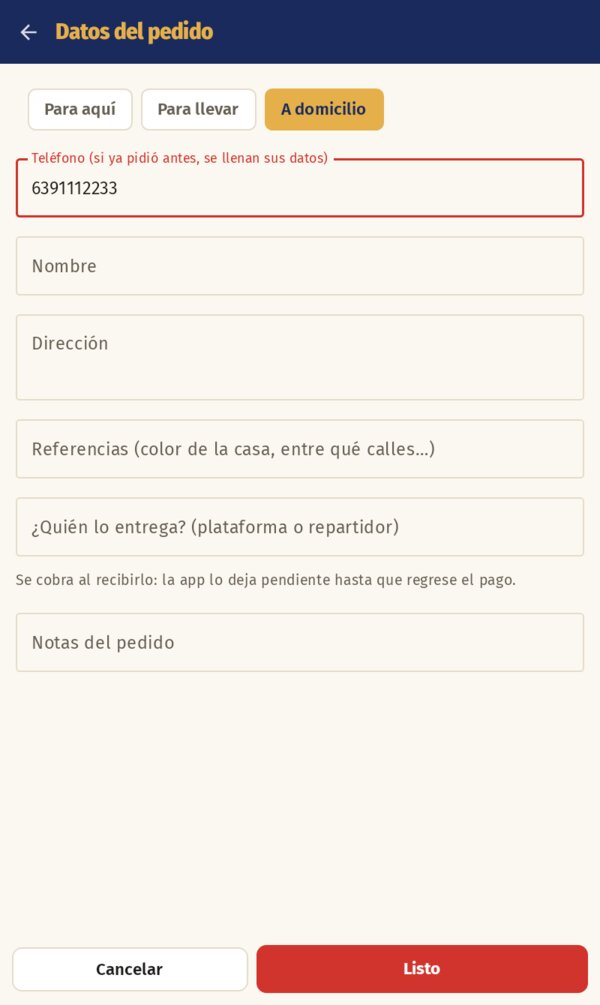 Datos del pedido
Para aquí
Para llevar
A domicilio
Teléfono (si ya pidió antes, se llenan sus datos)
6391112233
Nombre
Dirección
Referencias (color de la casa, entre qué calles...)
¿Quién lo entrega? (plataforma o repartidor)
Se cobra al recibirlo: la app lo deja pendiente hasta que regrese el pago.
Notas del pedido
Cancelar
Listo